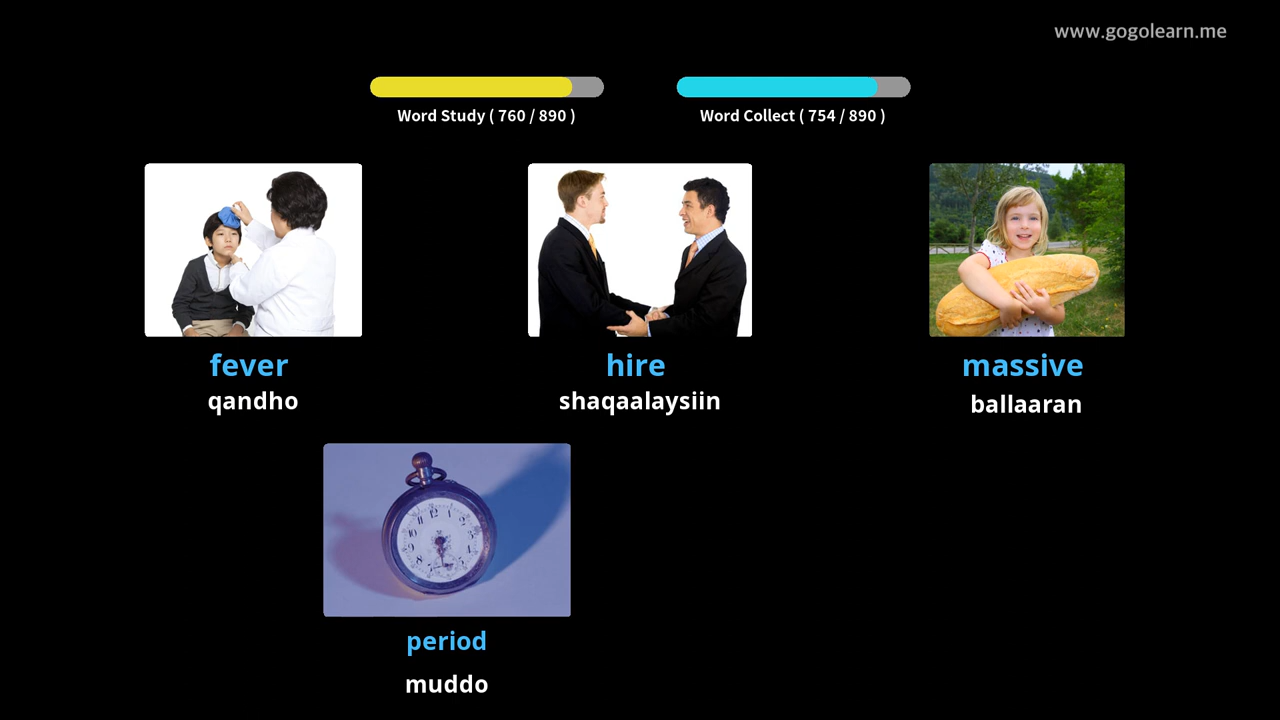 www.gogolearn.me
Word Study ( 760 / 890 )
Word Collect ( 754 / 890 )
fever
qandho
hire
shaqaalaysiin
massive
ballaaran
period
muddo